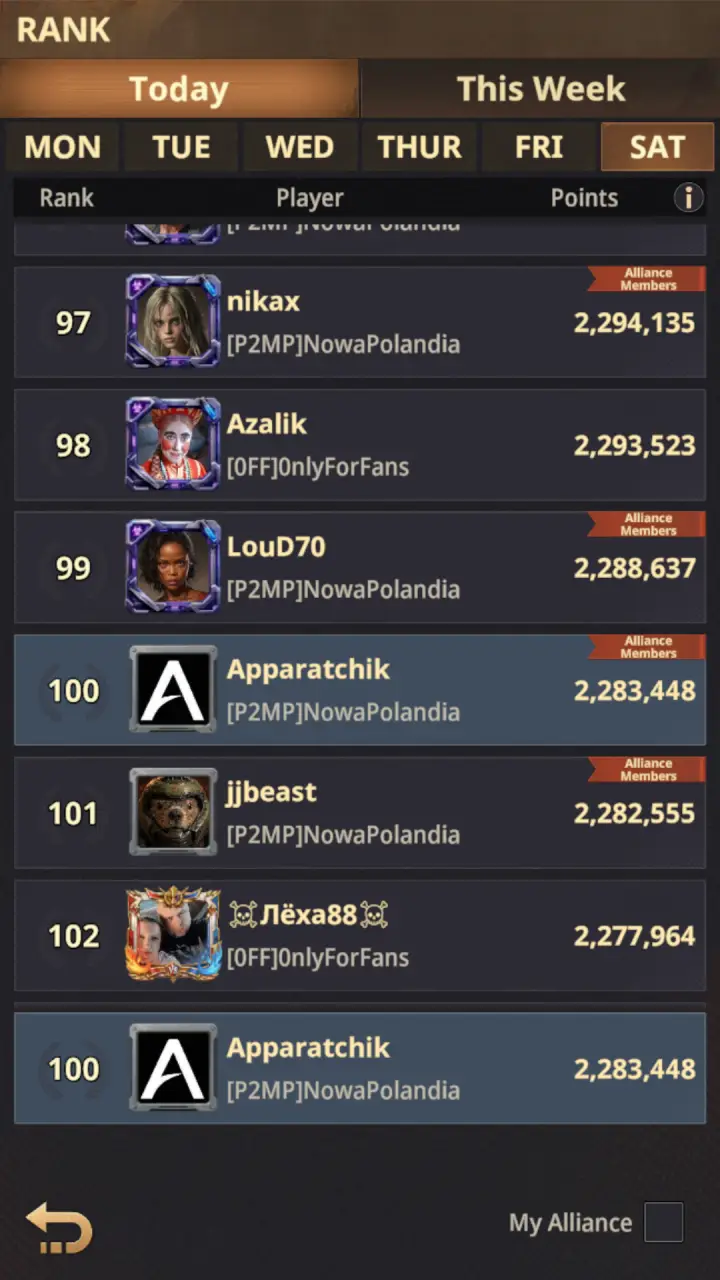 RANK
Today This Week
MON TUE WED THUR FRI SAT
Rank Player Points i
[P2MP]NowaPolandia
Alliance
Members
97 nikax 2,294,135
[P2MP]NowaPolandia
98 Azalik 2,293,523
[0FF]0nlyForFans
Alliance
Members
99 LouD70 2,288,637
[P2MP]NowaPolandia
Alliance
Members
100 Apparatchik 2,283,448
[P2MP]NowaPolandia
Alliance
Members
101 jjbeast 2,282,555
[P2MP]NowaPolandia
102 ☠Лёха88☠ 2,277,964
[0FF]0nlyForFans
100 Apparatchik 2,283,448
[P2MP]NowaPolandia
My Alliance